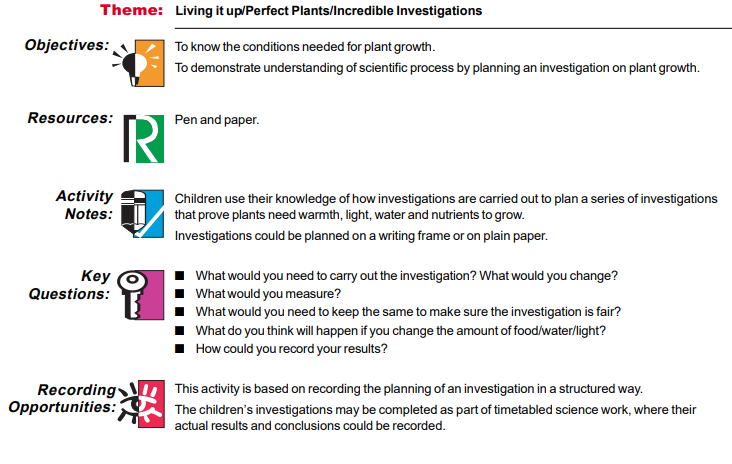 Theme: Living it up/Perfect Plants/Incredible Investigations
Objectives: To know the conditions needed for plant growth.
To demonstrate understanding of scientific process by planning an investigation on plant growth.
Resources: Pen and paper.
R
Activity
Notes:
Children use their knowledge of how investigations are carried out to plan a series of investigations
that prove plants need warmth, light, water and nutrients to grow.
Investigations could be planned on a writing frame or on plain paper.
Key
Questions:
■ What would you need to carry out the investigation? What would you change?
■ What would you measure?
■ What would you need to keep the same to make sure the investigation is fair?
■ What do you think will happen if you change the amount of food/water/light?
■ How could you record your results?
Recording
Opportunities:
This activity is based on recording the planning of an investigation in a structured way.
The children's investigations may be completed as part of timetabled science work, where their
actual results and conclusions could be recorded.